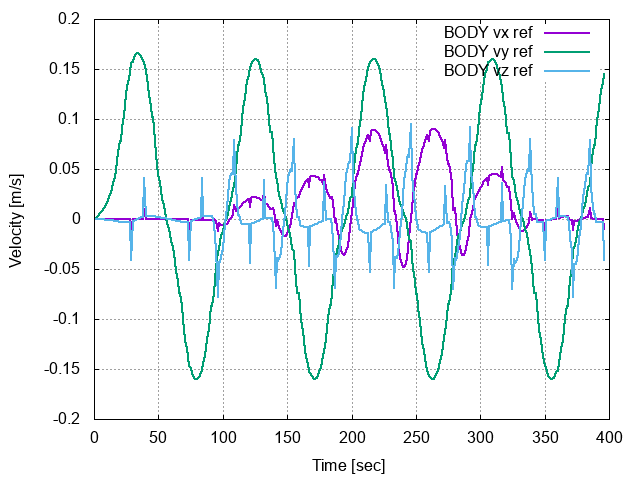 BODY vx ref
BODY vy ref
BODY vz ref
0.2
0.15
0.1
0.05
0
-0.05
-0.1
-0.15
-0.2
Velocity [m/s]
0 50 100 150 200 250 300 350 400
Time [sec]